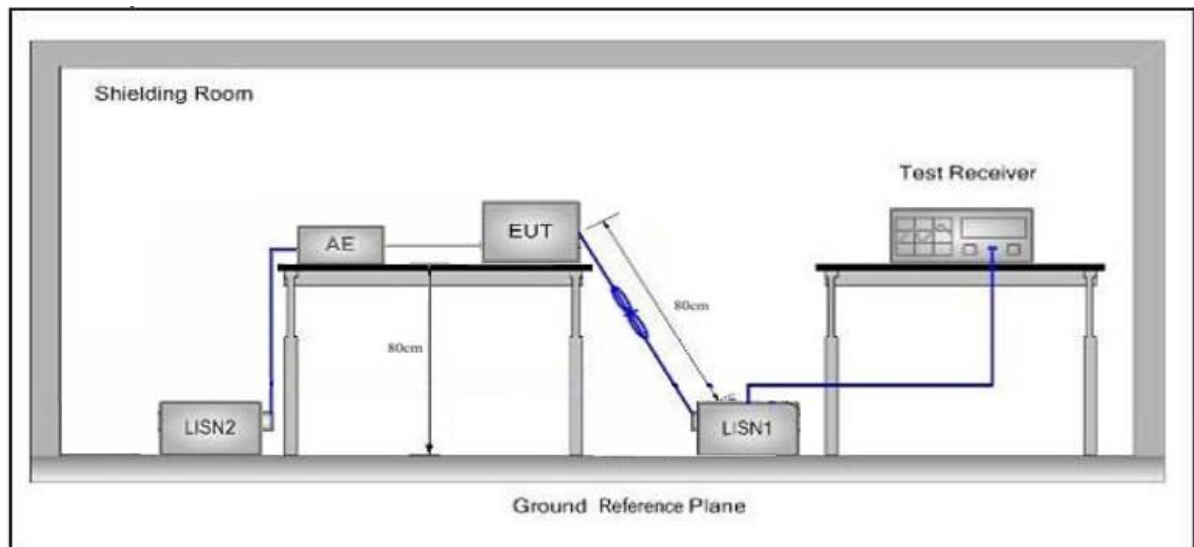 Shielding Room
Test Receiver
AE
EUT
80cm
80cm
LISN2
LISN1
Ground Reference Plane